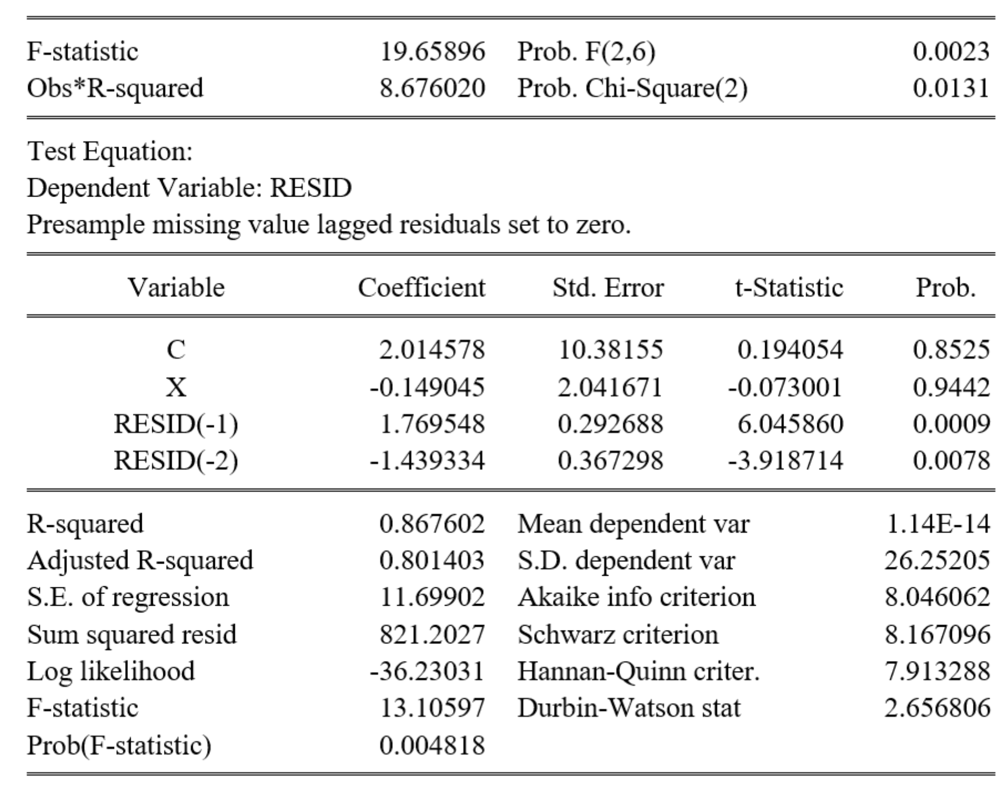 F-statistic 19.65896 Prob. F(2,6) 0.0023
Obs*R-squared 8.676020 Prob. Chi-Square(2) 0.0131
Test Equation:
Dependent Variable: RESID
Presample missing value lagged residuals set to zero.
Variable Coefficient Std. Error t-Statistic Prob.
C 2.014578 10.38155 0.194054 0.8525
X -0.149045 2.041671 -0.073001 0.9442
RESID(-1) 1.769548 0.292688 6.045860 0.0009
RESID(-2) -1.439334 0.367298 -3.918714 0.0078
R-squared 0.867602 Mean dependent var 1.14E-14
Adjusted R-squared 0.801403 S.D. dependent var 26.25205
S.E. of regression 11.69902 Akaike info criterion 8.046062
Sum squared resid 821.2027 Schwarz criterion 8.167096
Log likelihood -36.23031 Hannan-Quinn criter. 7.913288
F-statistic 13.10597 Durbin-Watson stat 2.656806
Prob(F-statistic) 0.004818